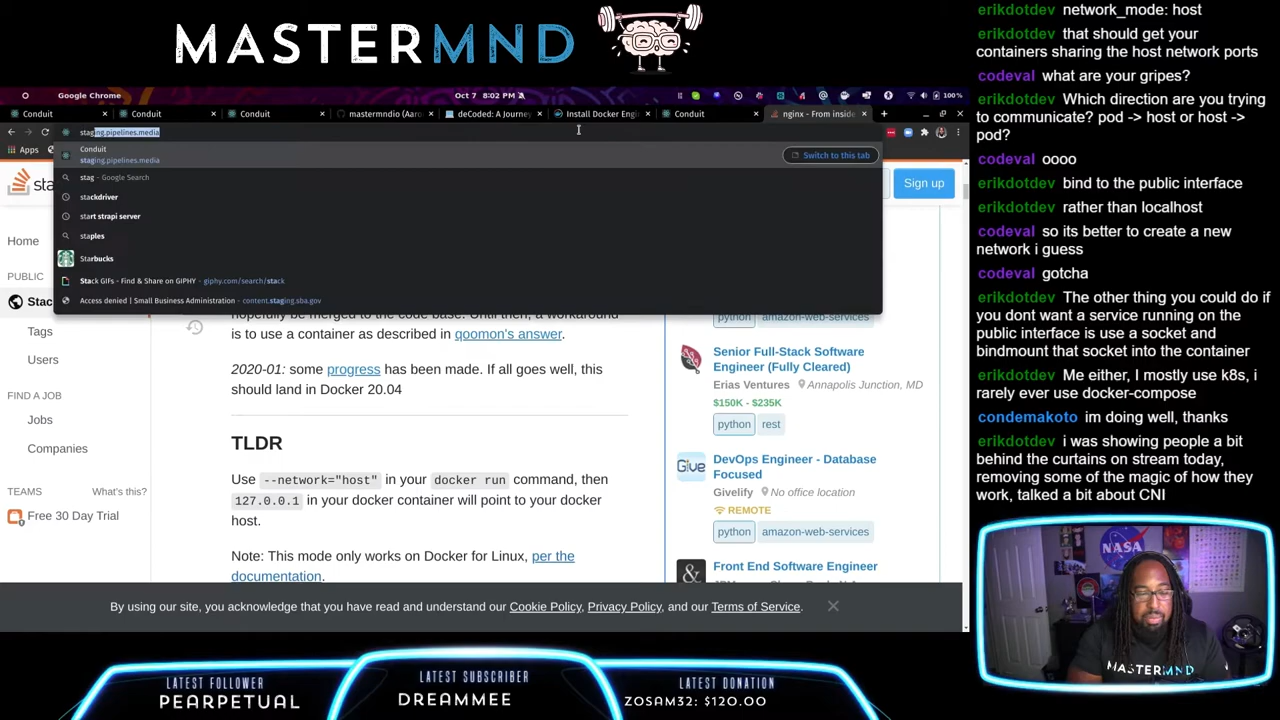 MASTERMND
Google Chrome
Oct 7 8:02 PM
100%
Conduit
Conduit
Conduit
mastermndio (Aaro
deCoded: A Journey
Install Docker Engi
Conduit
nginx - From inside
staging.pipelines.media
Apps
Conduit
staging.pipelines.media
Switch to this tab
stag - Google Search
stackdriver
start strapi server
staples
Starbucks
Stack GIFs - Find & Share on GIPHY - giphy.com/search/stack
Access denied | Small Business Administration - content.staging.sba.gov
sta
Sign up
Home
PUBLIC
Stac
Tags
Users
FIND A JOB
Jobs
Companies
TEAMS
What's this?
Free 30 Day Trial
hopefully be merged to the code base. Until then, a workaround
is to use a container as described in qoomon's answer.
2020-01: some progress has been made. If all goes well, this
should land in Docker 20.04
TLDR
Use --network="host" in your docker run command, then
127.0.0.1 in your docker container will point to your docker
host.
Note: This mode only works on Docker for Linux, per the
documentation.
python amazon-web-services
Senior Full-Stack Software
Engineer (Fully Cleared)
Erias Ventures Annapolis Junction, MD
$150K - $235K
python rest
Give
DevOps Engineer - Database
Focused
Givelify No office location
REMOTE
python amazon-web-services
&
Front End Software Engineer
By using our site, you acknowledge that you have read and understand our Cookie Policy, Privacy Policy, and our Terms of Service.
erikdotdev network_mode: host
erikdotdev that should get your
containers sharing the host network ports
codeval what are your gripes?
erikdotdev Which direction are you trying
to communicate? pod -> host or host ->
pod?
codeval oooo
erikdotdev bind to the public interface
erikdotdev rather than localhost
codeval so its better to create a new
network i guess
codeval gotcha
erikdotdev The other thing you could do if
you dont want a service running on the
public interface is use a socket and
bindmount that socket into the container
erikdotdev Me either, I mostly use k8s, i
rarely ever use docker-compose
condemakoto im doing well, thanks
erikdotdev i was showing people a bit
behind the curtains on stream today,
removing some of the magic of how they
work, talked a bit about CNI
NASA
MASTERMND
LATEST FOLLOWER
PEARPETUAL
LATEST SUBSCRIBER
DREAMMEE
LATEST DONATION
ZOSAM32: $120.00